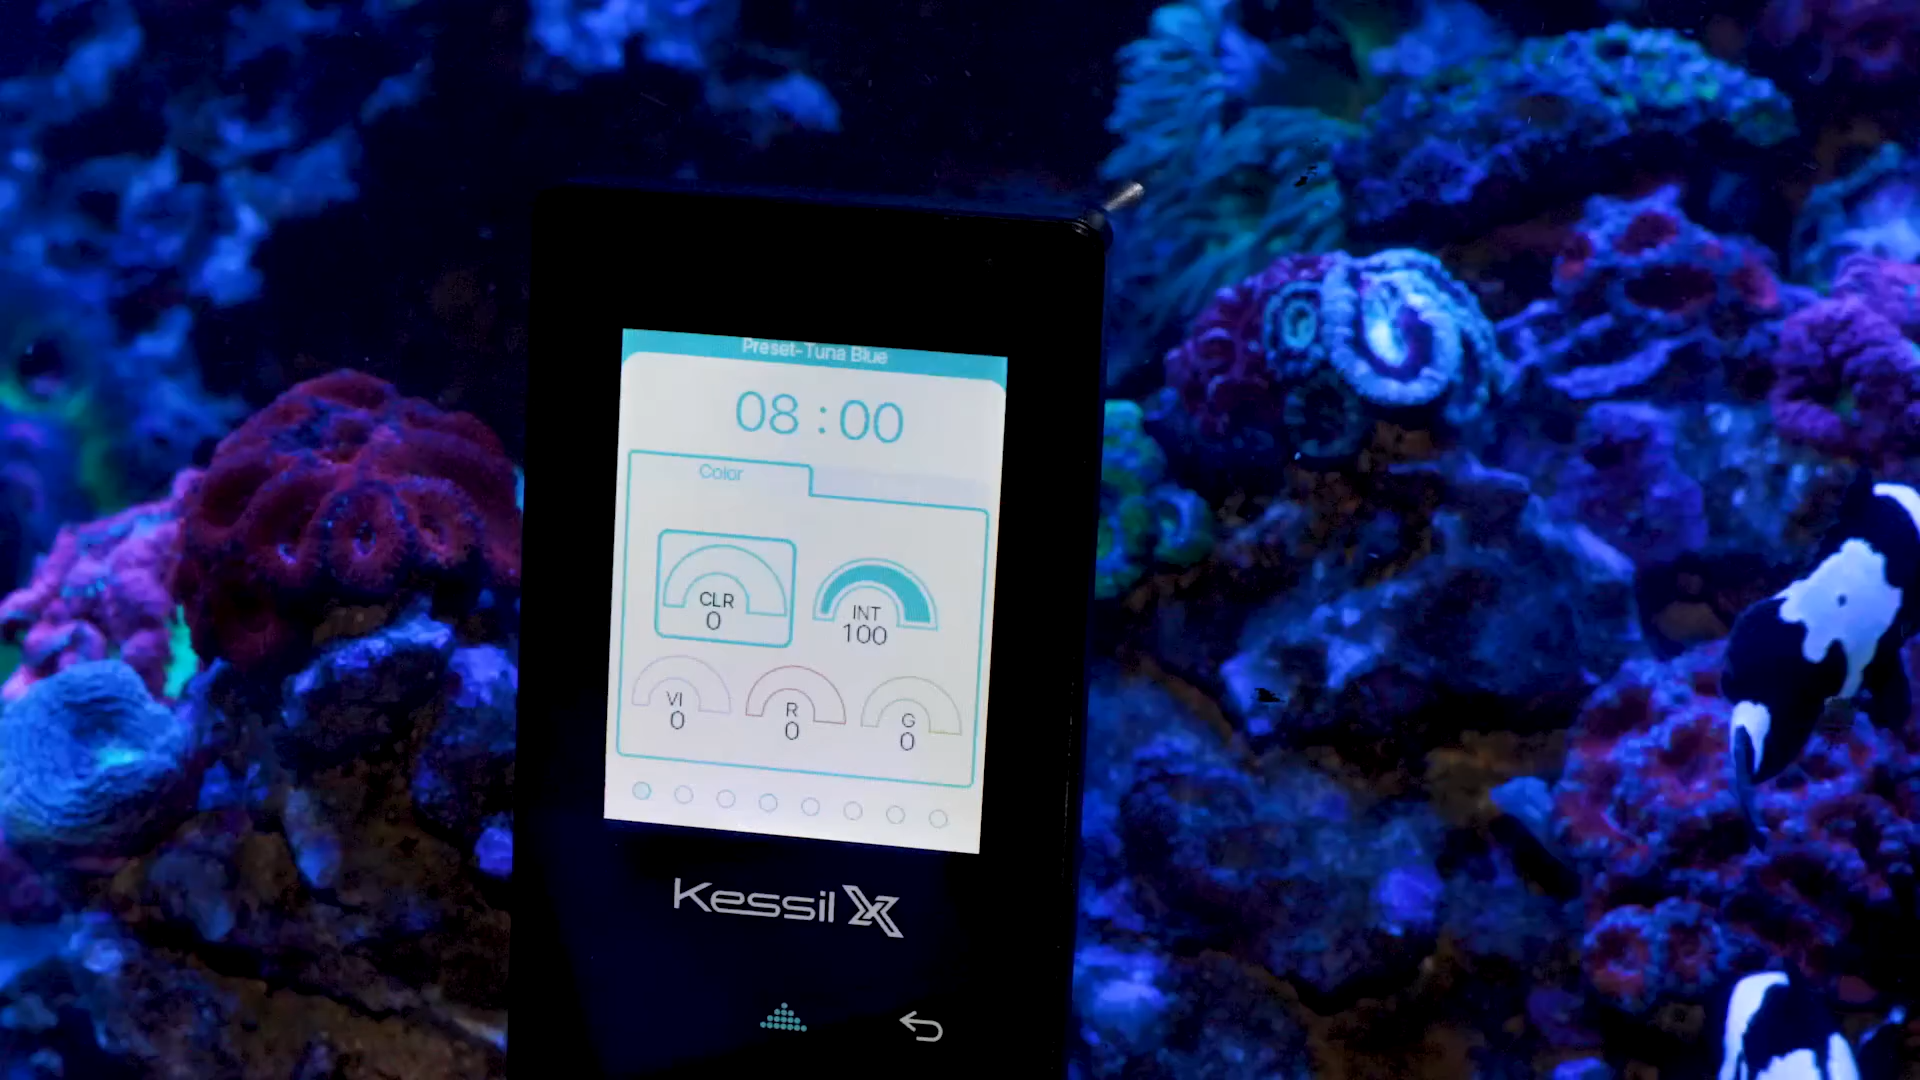 Preset-Tuna Blue
08 : 00
Color
CLR
0
INT
100
VI
0
R
0
G
0
Kessil X